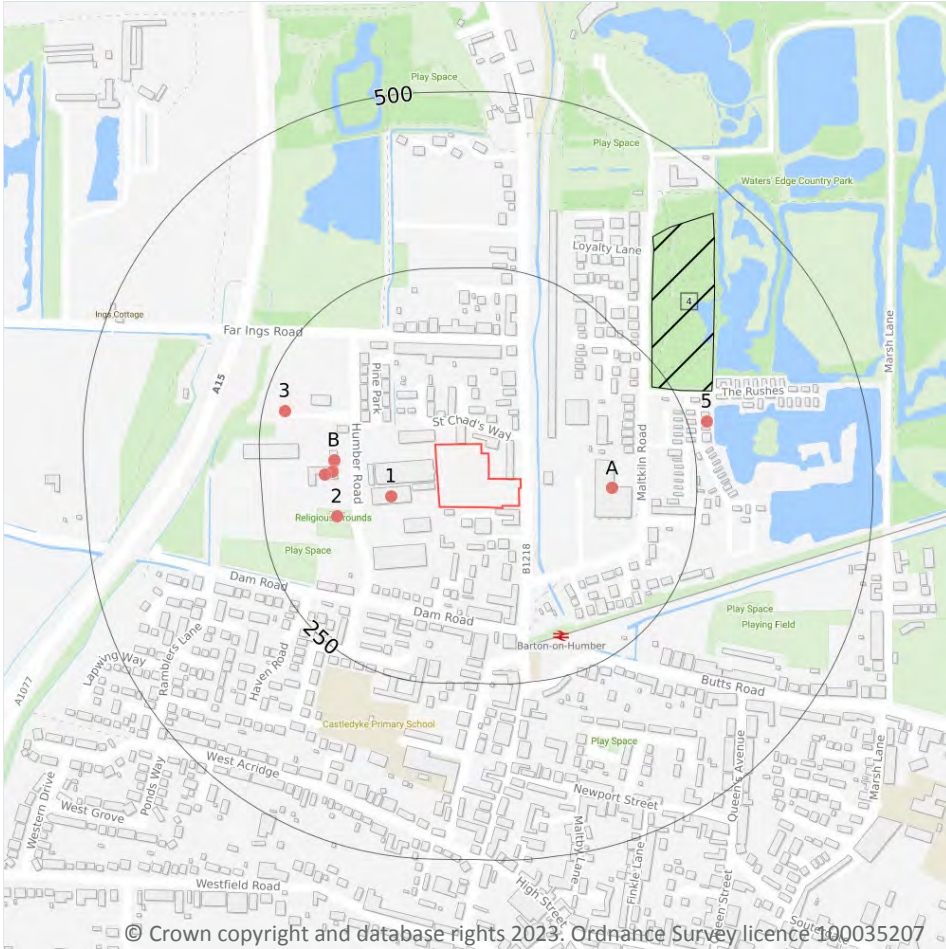 500
Play Space
Play Space
Waters' Edge Country Park
Loyalty Lane
4
Ings Cottage
Far Ings Road
Marsh Lane
A15
Pine Park
The Rushes
3
5
St Chad's Way
Humber Road
B
Maltkiln Road
A
1
2
Religious Grounds
Play Space
B1218
Dam Road
Dam Road
Play Space
Playing Field
250
Barton-on-Humber
Lapwing Way
Ramblers Lane
Haven Road
Butts Road
A1077
Castledyke Primary School
Play Space
Queen's Avenue
Marsh Lane
West Acridge
Western Drive
Ponds Way
West Grove
Newport Street
Maltby Lane
Finkle Lane
Westfield Road
High Street
Queen Street
© Crown copyright and database rights 2023. Ordnance Survey licence 100035207